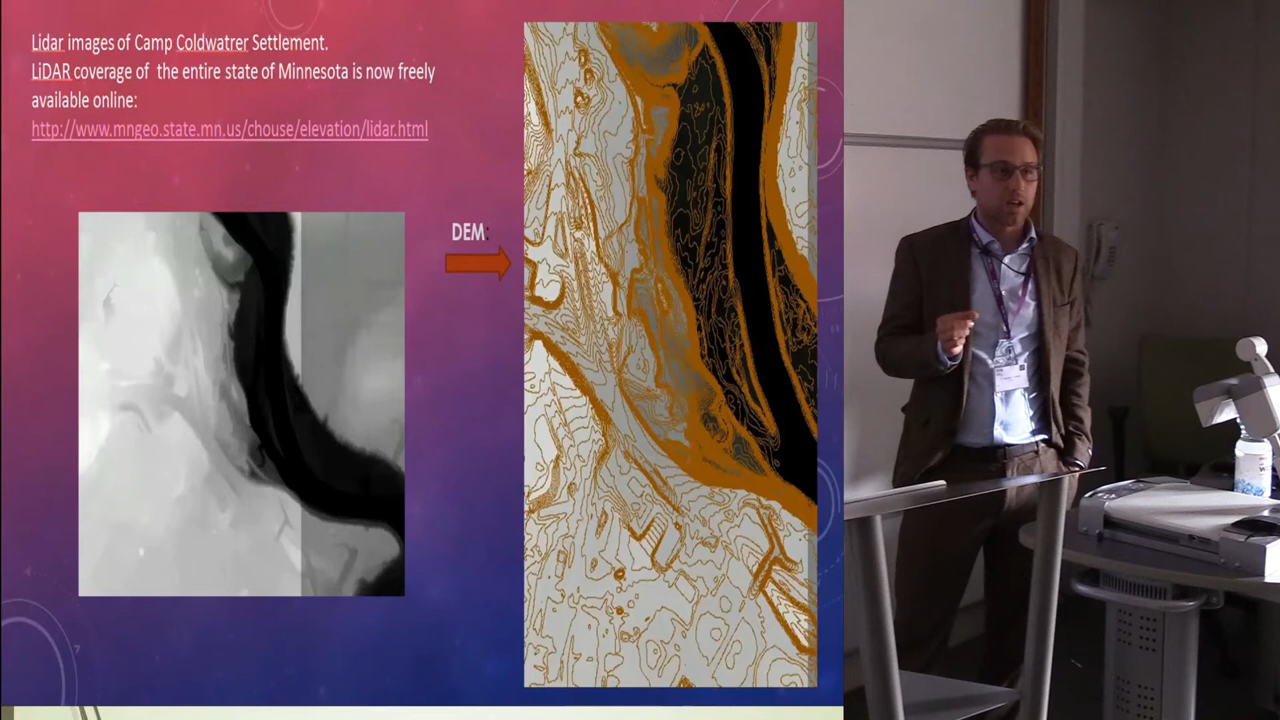 Lidar images of Camp Coldwatrer Settlement.
LiDAR coverage of the entire state of Minnesota is now freely
available online:
http://www.mngeo.state.mn.us/chouse/elevation/lidar.html
DEM:
7